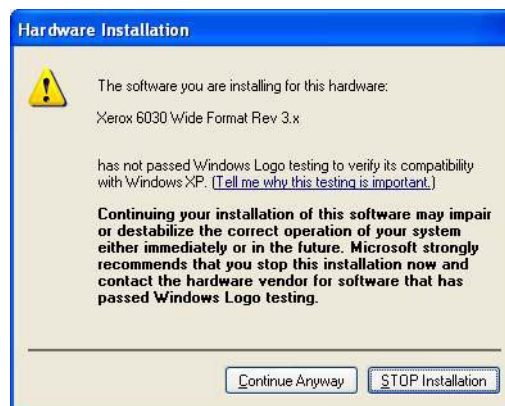 Hardware Installation
The software you are installing for this hardware:
Xerox 6030 Wide Format Rev 3.x
has not passed Windows Logo testing to verify its compatibility
with Windows XP. (Tell me why this testing is important.)
Continuing your installation of this software may impair
or destabilize the correct operation of your system
either immediately or in the future. Microsoft strongly
recommends that you stop this installation now and
contact the hardware vendor for software that has
passed Windows Logo testing.
Continue Anyway
STOP Installation